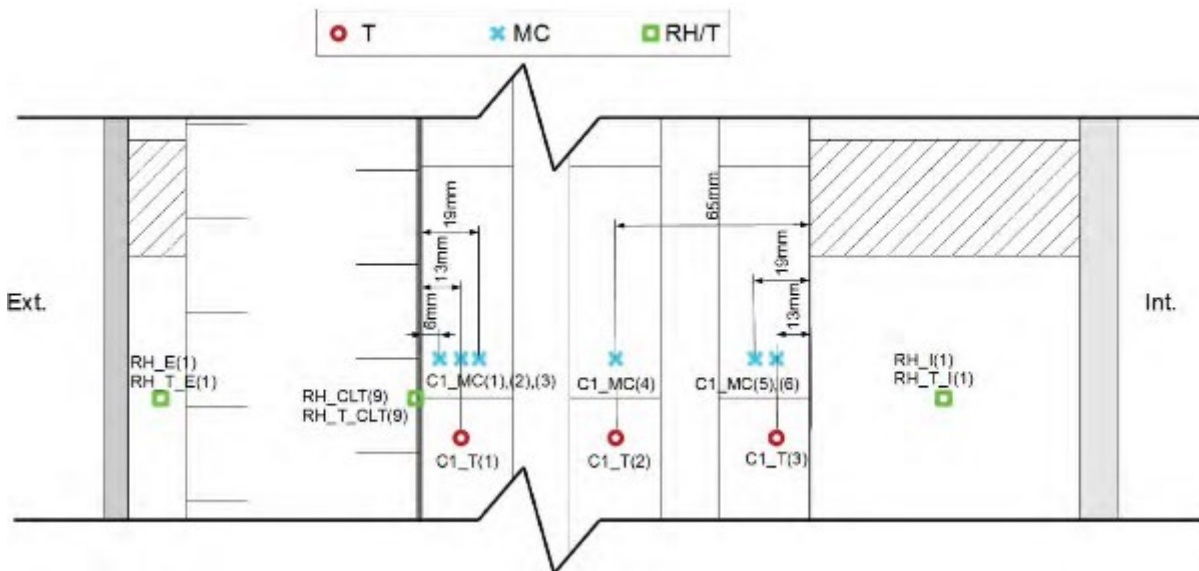 T MC RH/T
65mm
19mm
13mm
6mm
19mm
13mm
Ext.
Int.
RH_E(1)
RH_T_E(1)
RH_CLT(9)
RH_T_CLT(9)
C1_MC(1),(2),(3)
C1_MC(4)
C1_MC(5),(6)
RH_I(1)
RH_T_I(1)
C1_T(1)
C1_T(2)
C1_T(3)